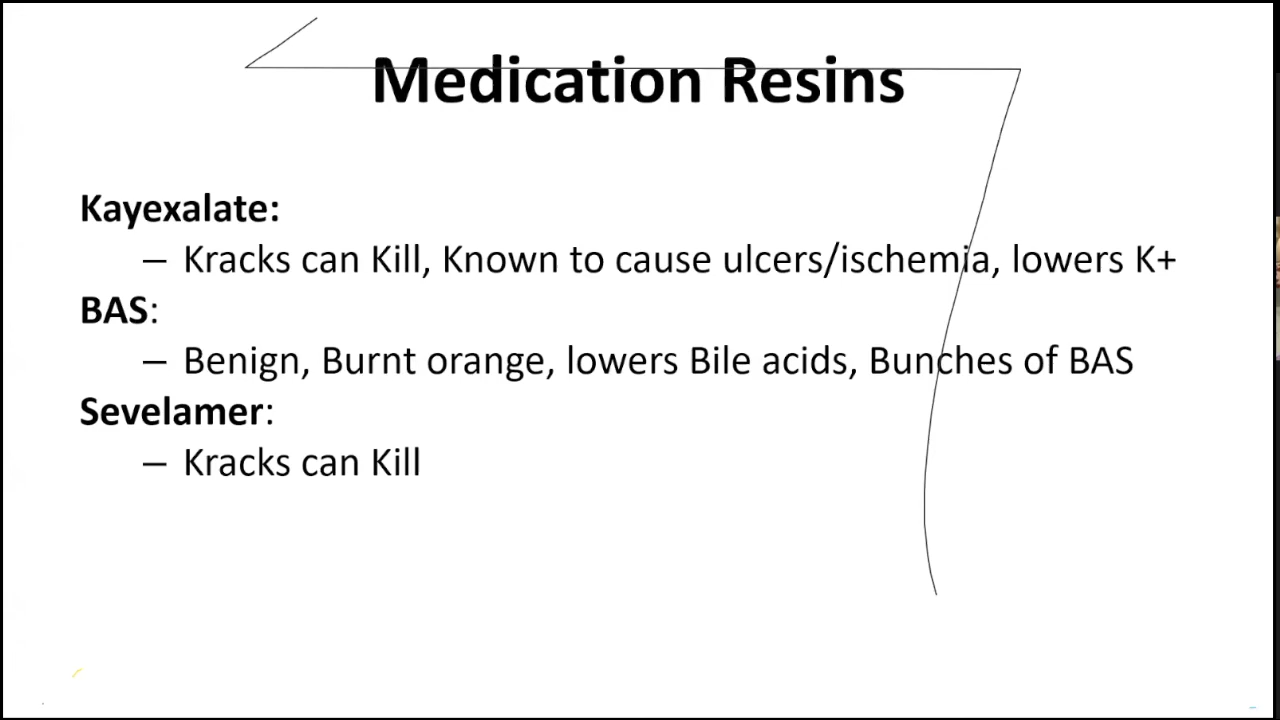 Medication Resins
Kayexalate:
– Kracks can Kill, Known to cause ulcers/ischemia, lowers K+
BAS:
– Benign, Burnt orange, lowers Bile acids, Bunches of BAS
Sevelamer:
– Kracks can Kill